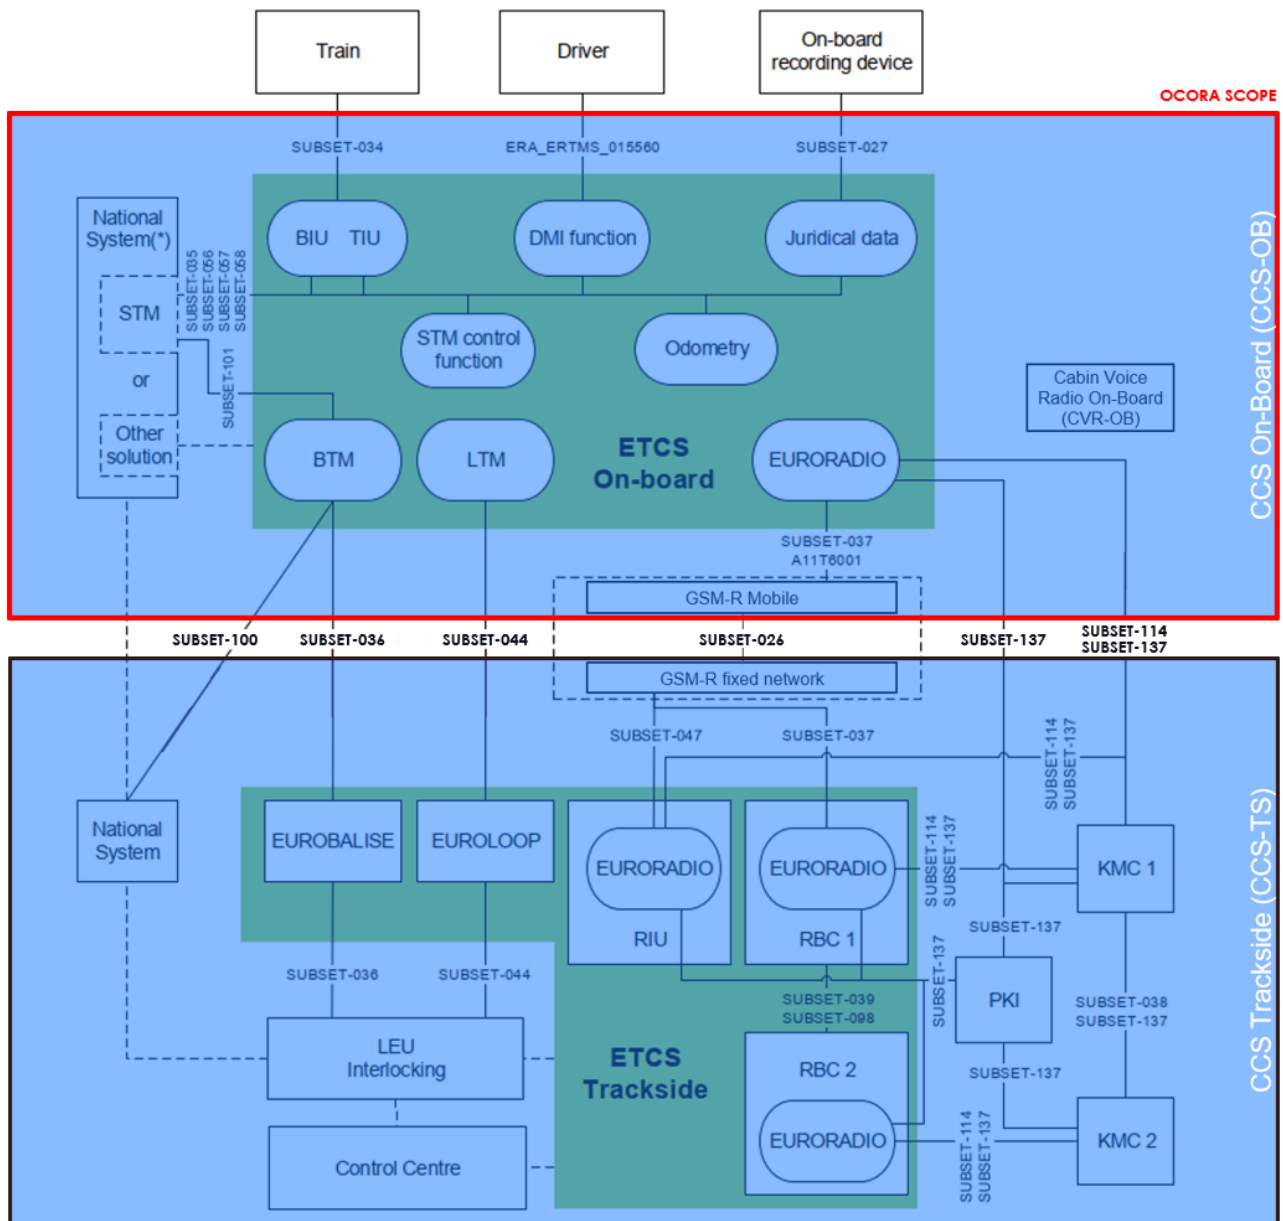 Train
Driver
On-board
recording device
OCORA SCOPE
SUBSET-034
ERA_ERTMS_015560
SUBSET-027
CCS On-Board (CCS-OB)
National
System(*)
SUBSET-035
SUBSET-056
SUBSET-057
SUBSET-058
BIU TIU
DMI function
Juridical data
STM
STM control
function
Odometry
or
SUBSET-101
Cabin Voice
Radio On-Board
(CVR-OB)
Other
solution
BTM
LTM
ETCS
On-board
EURORADIO
SUBSET-037
A11T6001
GSM-R Mobile
SUBSET-100
SUBSET-036
SUBSET-044
SUBSET-026
SUBSET-137
SUBSET-114
SUBSET-137
GSM-R fixed network
SUBSET-047
SUBSET-037
SUBSET-114
SUBSET-137
CCS Trackside (CCS-TS)
National
System
EUROBALISE
EUROLOOP
EURORADIO
RIU
EURORADIO
RBC 1
SUBSET-114
SUBSET-137
KMC 1
SUBSET-137
SUBSET-036
SUBSET-044
SUBSET-137
SUBSET-039
SUBSET-098
PKI
SUBSET-038
SUBSET-137
LEU
Interlocking
ETCS
Trackside
RBC 2
SUBSET-137
EURORADIO
SUBSET-114
SUBSET-137
KMC 2
Control Centre